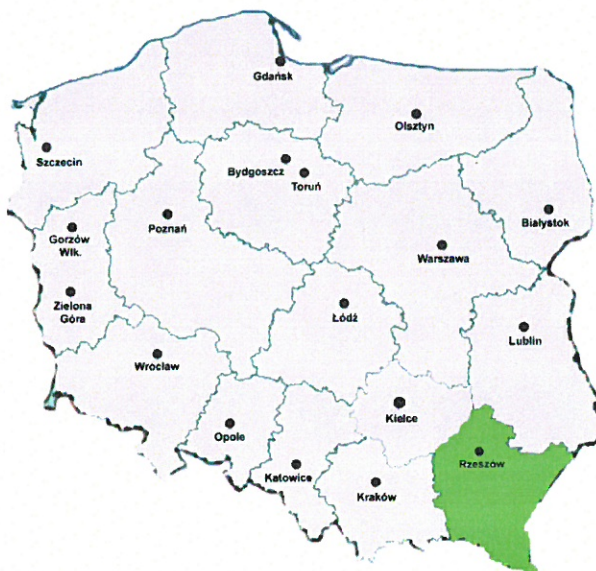 Gdańsk
Olsztyn
Szczecin
Bydgoszcz
Toruń
Białystok
Poznań
Gorzów
Wlk.
Warszawa
Zielona
Góra
Łódź
Lublin
Wrocław
Kielce
Opole
Rzeszów
Katowice
Kraków